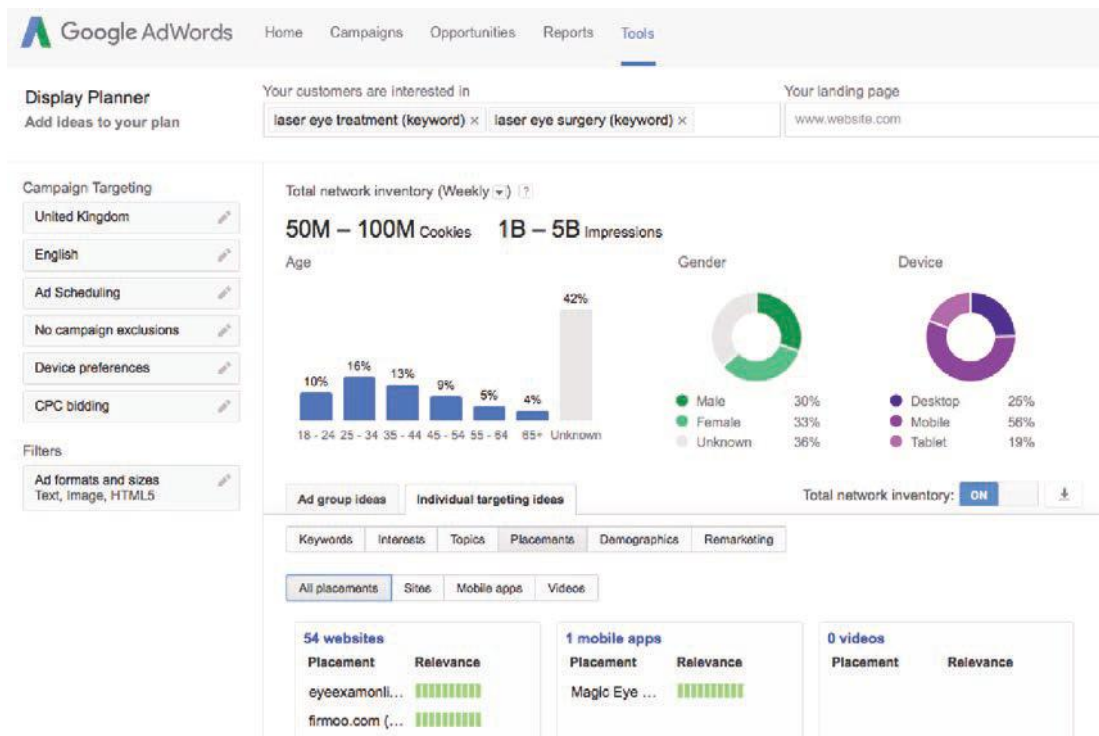 Google AdWords Home Campaigns Opportunities Reports Tools
Display Planner
Add ideas to your plan
Your customers are interested in
laser eye treatment (keyword) × laser eye surgery (keyword) ×
Your landing page
www.website.com
Campaign Targeting
United Kingdom
English
Ad Scheduling
No campaign exclusions
Device preferences
CPC bidding
Filters
Ad formats and sizes
Text, Image, HTML5
Total network inventory (Weekly ▾) ?
50M – 100M Cookies 1B – 5B Impressions
Age
10% 16% 13% 9% 5% 4% 42%
18 - 24 25 - 34 35 - 44 45 - 54 55 - 64 65+ Unknown
Gender
Male 30%
Female 33%
Unknown 36%
Device
Desktop 25%
Mobile 56%
Tablet 19%
Ad group ideas Individual targeting ideas Total network inventory: ON
Keywords Interests Topics Placements Demographics Remarketing
All placements Sites Mobile apps Videos
54 websites
Placement Relevance
eyeexamonli...
firmoo.com (...
1 mobile apps
Placement Relevance
Magic Eye ...
0 videos
Placement Relevance